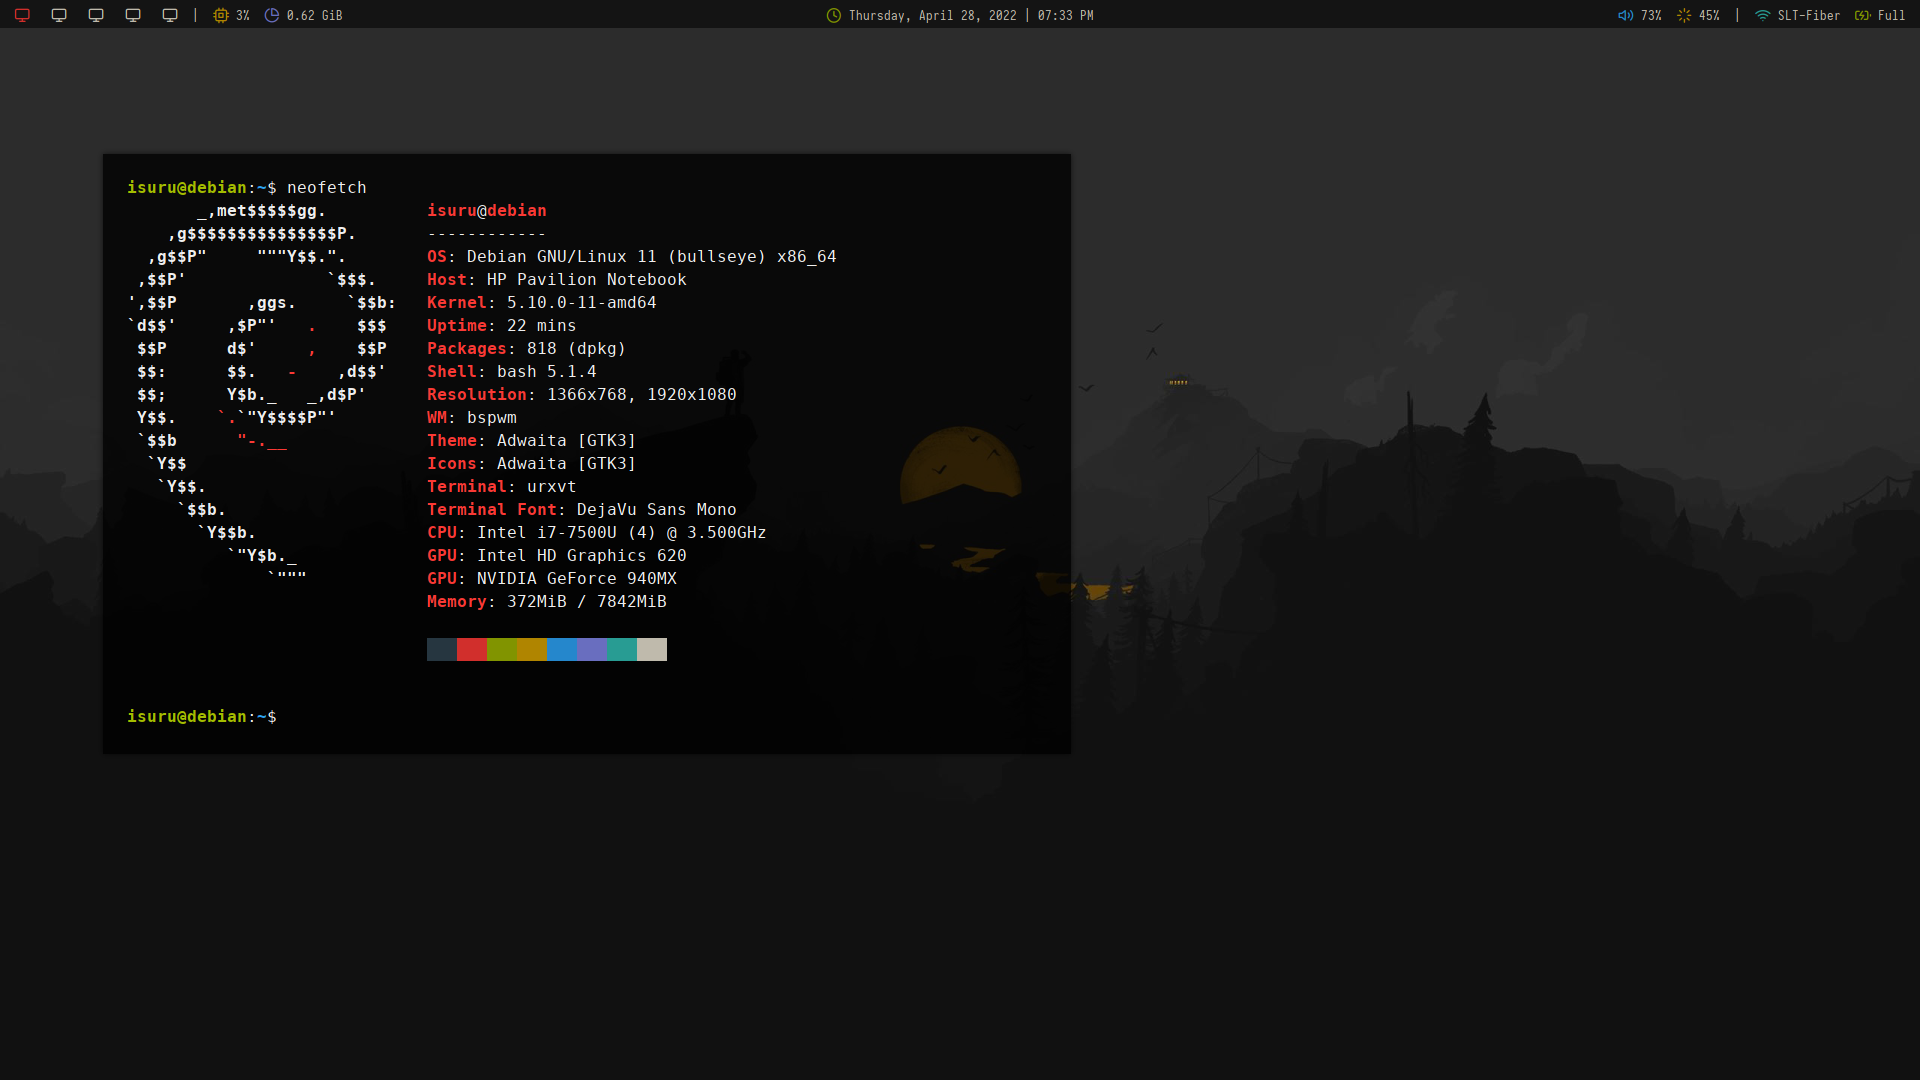 3% 0.62 GiB Thursday, April 28, 2022 | 07:33 PM 73% 45% | SLT-Fiber Full
isuru@debian:~$ neofetch
       _,met$$$$$gg.          isuru@debian
    ,g$$$$$$$$$$$$$$$P.       ------------
  ,g$$P"     """Y$$.".        OS: Debian GNU/Linux 11 (bullseye) x86_64
 ,$$P'              `$$$.     Host: HP Pavilion Notebook
',$$P       ,ggs.     `$$b:   Kernel: 5.10.0-11-amd64
`d$$'     ,$P"'   .    $$$    Uptime: 22 mins
 $$P      d$'     ,    $$P    Packages: 818 (dpkg)
 $$:      $$.   -    ,d$$'    Shell: bash 5.1.4
 $$;      Y$b._   _,d$P'      Resolution: 1366x768, 1920x1080
 Y$$.    `.`"Y$$$$P"'         WM: bspwm
 `$$b      "-.__              Theme: Adwaita [GTK3]
  `Y$$                        Icons: Adwaita [GTK3]
   `Y$$.                      Terminal: urxvt
     `$$b.                    Terminal Font: DejaVu Sans Mono
       `Y$$b.                 CPU: Intel i7-7500U (4) @ 3.500GHz
          `"Y$b._             GPU: Intel HD Graphics 620
              `"""            GPU: NVIDIA GeForce 940MX
                              Memory: 372MiB / 7842MiB
isuru@debian:~$